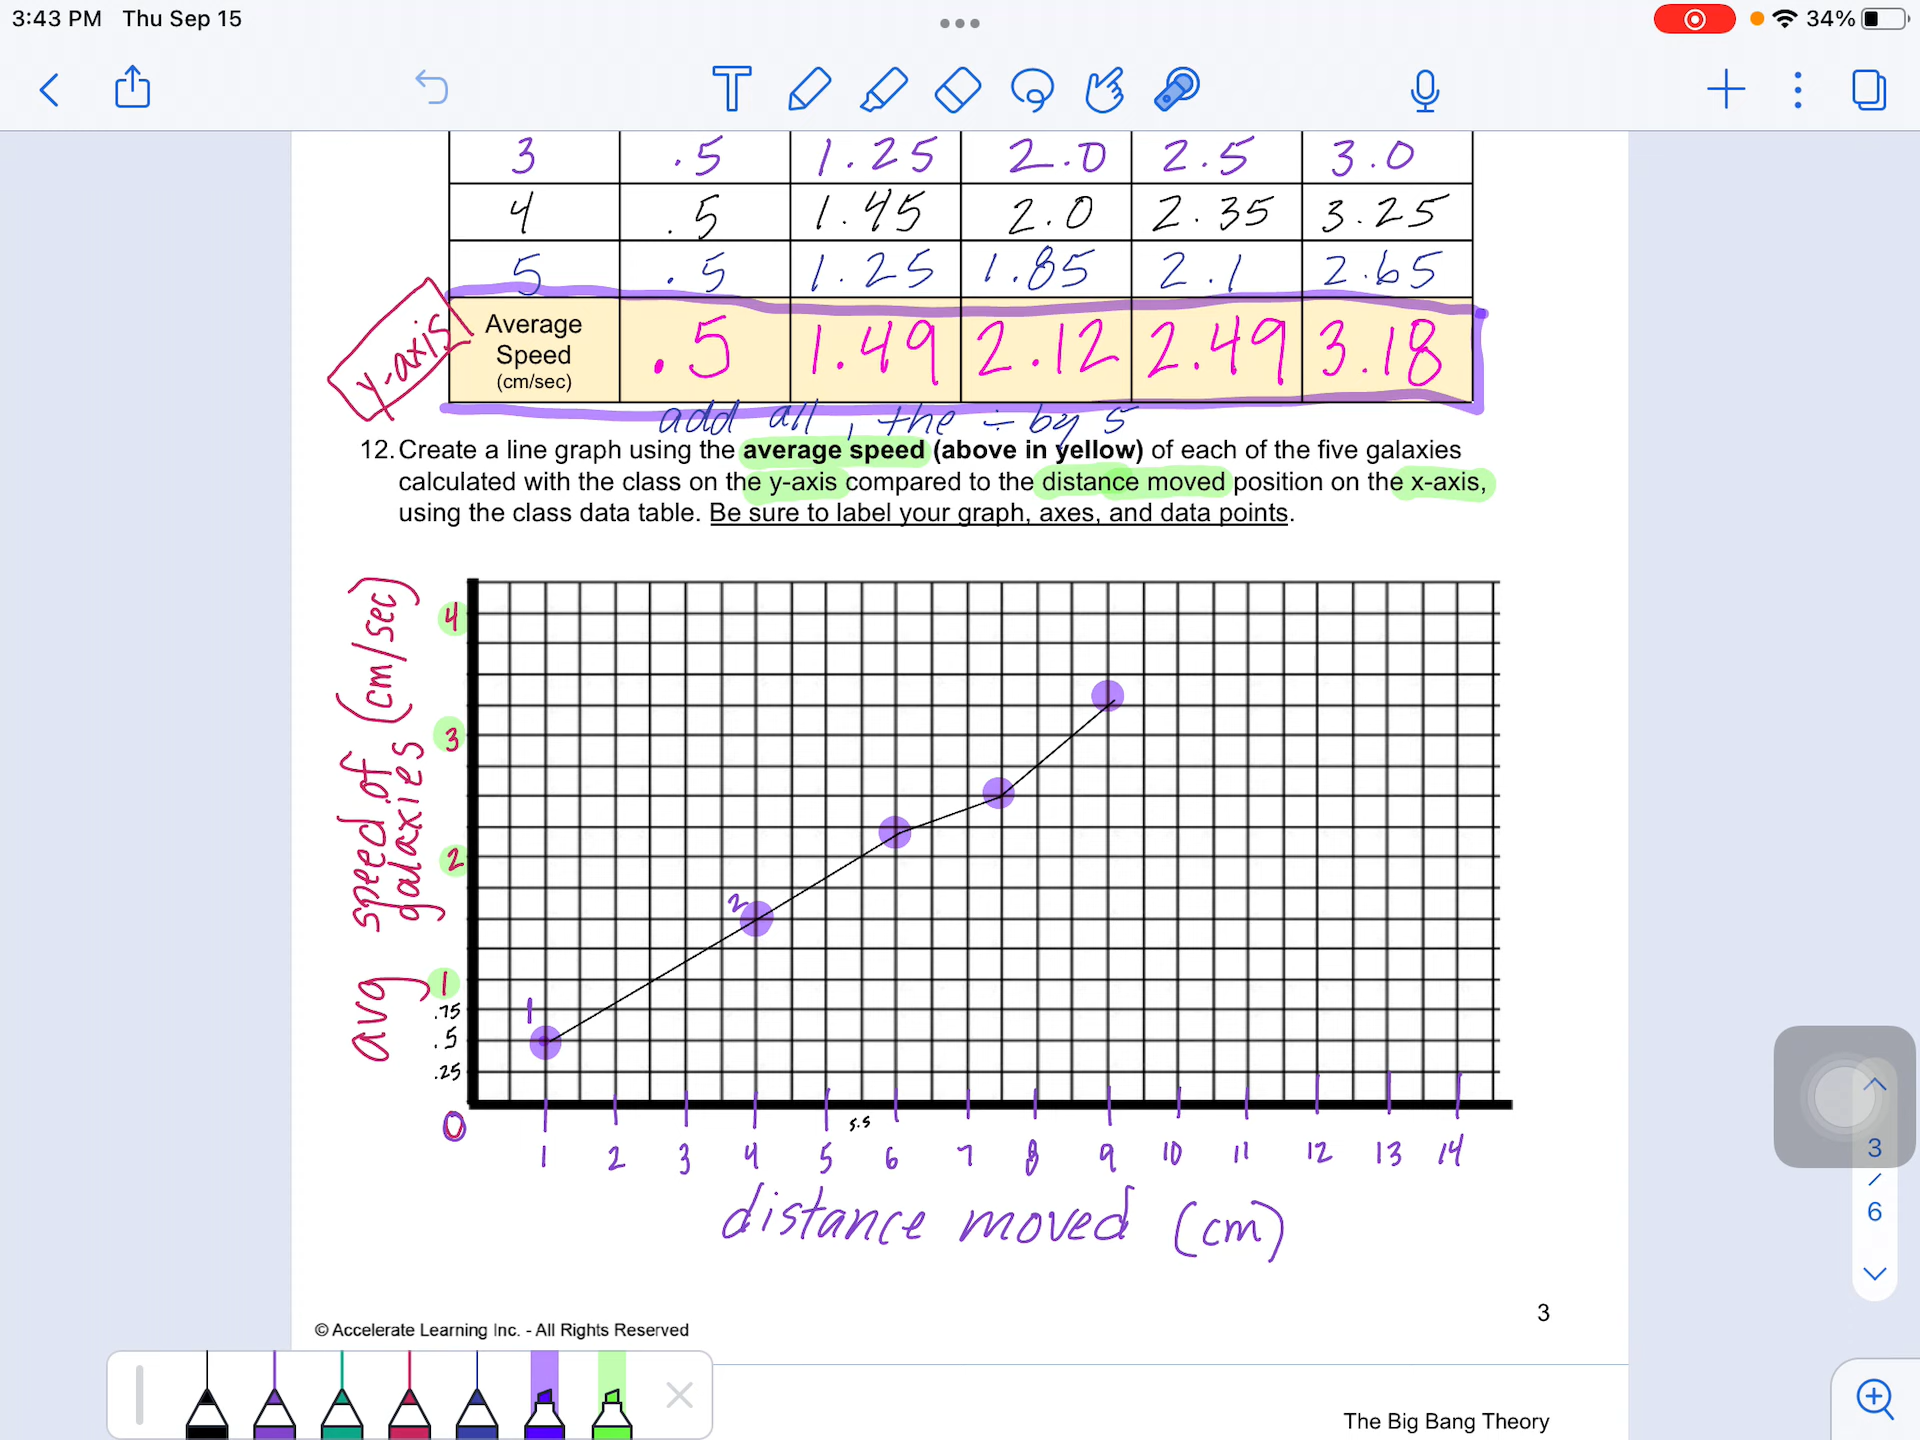 3:43 PM Thu Sep 15
34%
3 .5 1.25 2.0 2.5 3.0
4 .5 1.45 2.0 2.35 3.25
5 .5 1.25 1.85 2.1 2.65
y-axis
Average Speed (cm/sec) .5 1.49 2.12 2.49 3.18
add all, the ÷ by 5
12. Create a line graph using the average speed (above in yellow) of each of the five galaxies
calculated with the class on the y-axis compared to the distance moved position on the x-axis,
using the class data table. Be sure to label your graph, axes, and data points.
avg speed of galaxies (cm/sec)
4
3
2
1
.75
.5
.25
0
1
2
5.5
1 2 3 4 5 6 7 8 9 10 11 12 13 14
distance moved (cm)
3
/
6
3
© Accelerate Learning Inc. - All Rights Reserved
The Big Bang Theory